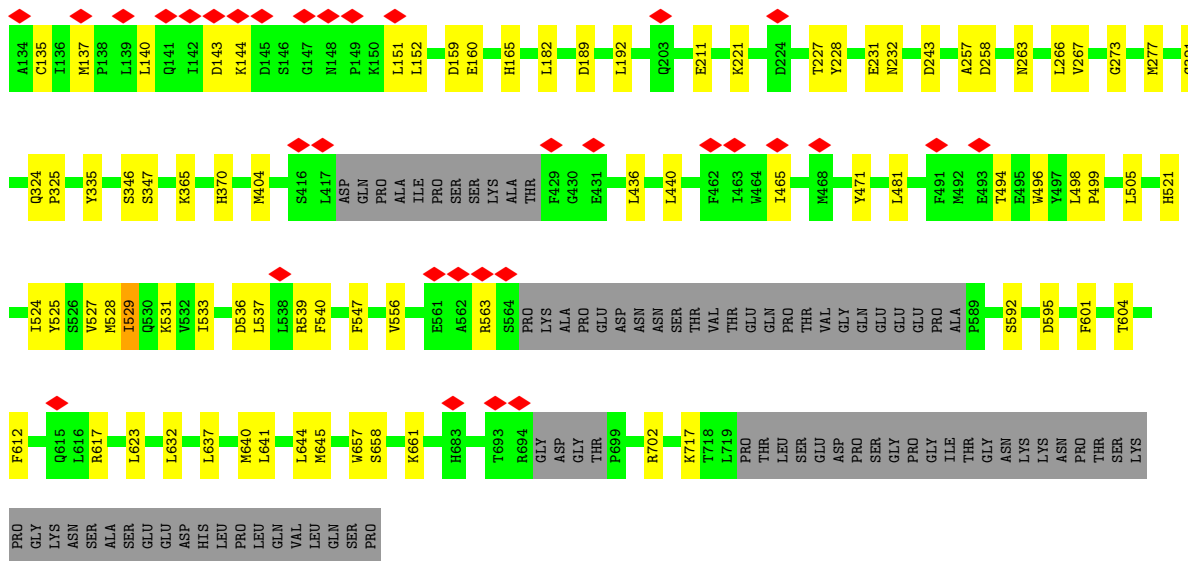 A134 C135 I136 M137 P138 L139 L140 Q141 I142 D143 K144 D145 S146 G147 N148 P149 K150 L151 L152 D159 E160 H165 L182 D189 L192 Q203 E211 K221 D224 T227 Y228 E231 N232 D243 A257 D258 N263 L266 V267 G273 M277
Q324 P325 Y335 S346 S347 K365 H370 M404 S416 L417 ASP GLN PRO ALA ILE PRO SER SER LYS ALA THR F429 G430 E431 L436 L440 F462 I463 W464 I465 M468 Y471 L481 F491 M492 E493 T494 E495 W496 Y497 L498 P499 L505 H521
I524 Y525 S526 V527 M528 I529 Q530 K531 V532 I533 D536 L537 L538 R539 F540 F547 V556 E561 A562 R563 S564 PRO LYS ALA PRO GLU ASP ASN ASN SER THR VAL THR GLU GLN PRO THR VAL GLY GLN GLU GLU GLU PRO ALA P589 S592 D595 F601 T604
F612 Q615 L616 R617 L623 L632 L637 M640 L641 L644 M645 W657 S658 K661 H683 T693 R694 GLY ASP GLY THR P699 R702 K717 T718 L719 PRO THR LEU SER GLU ASP PRO SER GLY PRO GLY ILE THR GLY ASN LYS LYS ASN PRO THR SER LYS
PRO GLY LYS ASN SER ALA SER GLU GLU ASP HIS LEU PRO LEU GLN VAL LEU GLN SER PRO